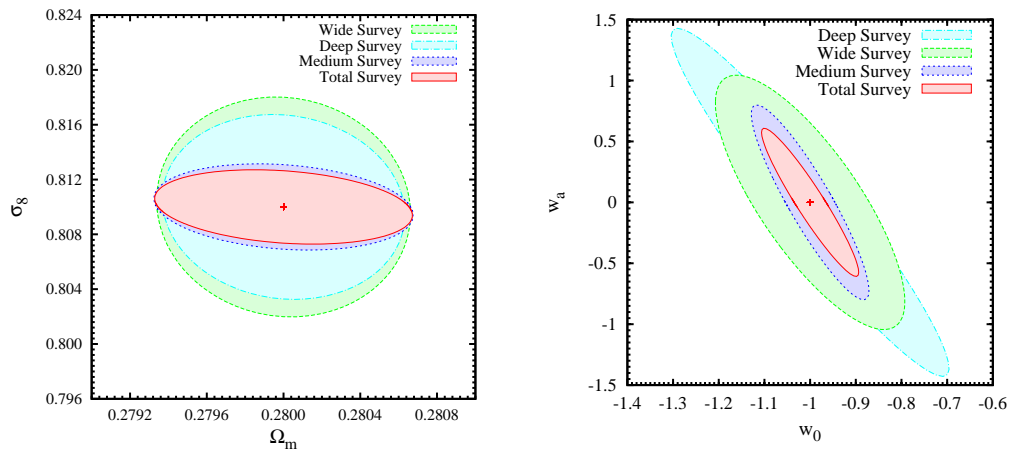 0.824
0.820
0.816
0.812
0.808
0.804
0.800
0.796
σ8
0.2792 0.2796 0.2800 0.2804 0.2808
Ωm
Wide Survey
Deep Survey
Medium Survey
Total Survey
1.5
1
0.5
0
-0.5
-1
-1.5
wa
-1.4 -1.3 -1.2 -1.1 -1 -0.9 -0.8 -0.7 -0.6
w0
Deep Survey
Wide Survey
Medium Survey
Total Survey